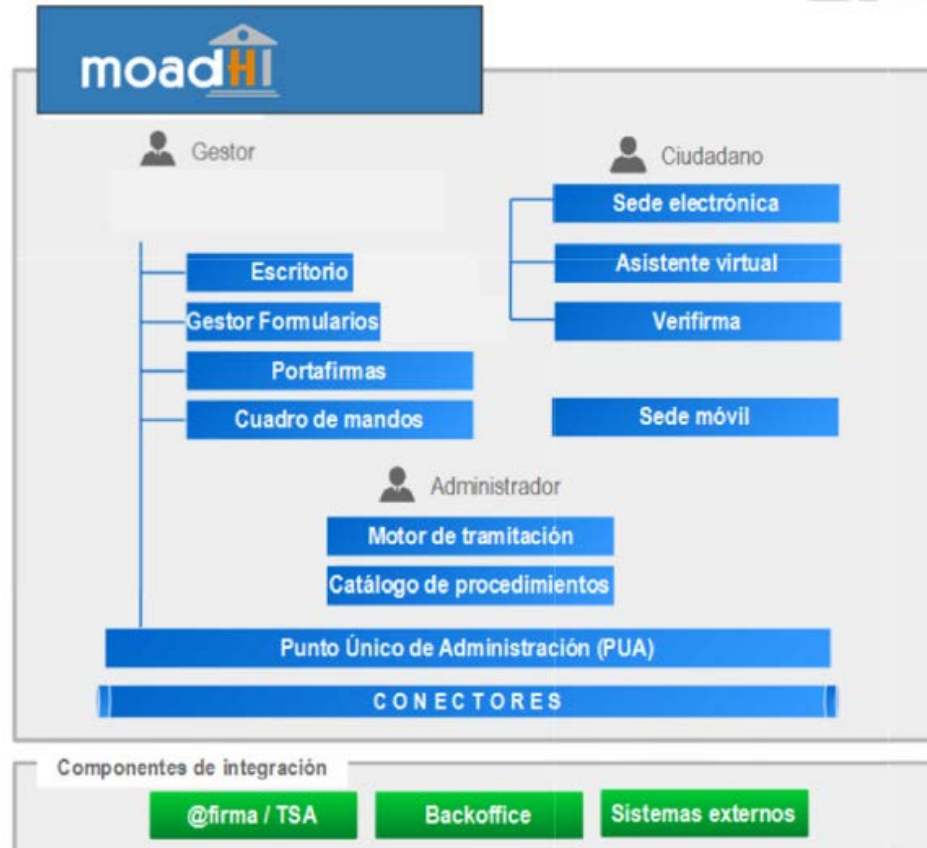 moadHI
Gestor
Ciudadano
Sede electrónica
Asistente virtual
Verifirma
Sede móvil
Escritorio
Gestor Formularios
Portafirmas
Cuadro de mandos
Administrador
Motor de tramitación
Catálogo de procedimientos
Punto Único de Administración (PUA)
CONECTORES
Componentes de integración
@firma / TSA
Backoffice
Sistemas externos